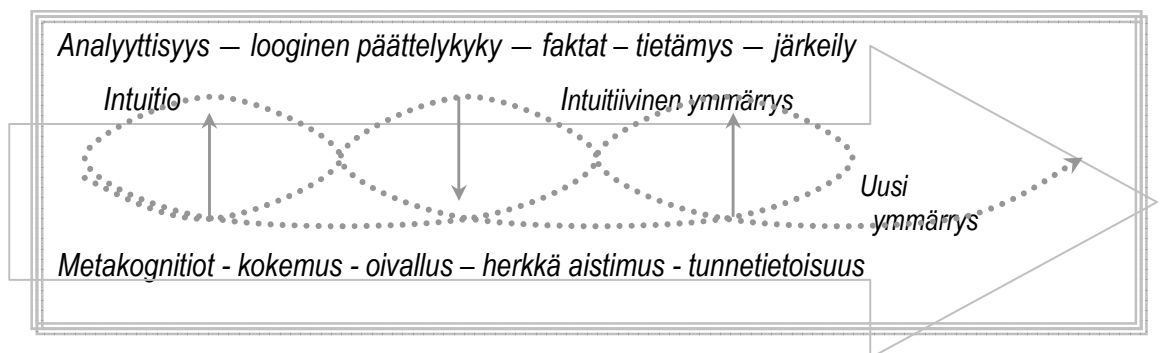 Analyyttisyys — looginen päättelykyky — faktat – tietämys — järkeily
Intuitio
Intuitiivinen ymmärrys
Uusi
ymmärrys
Metakognitiot - kokemus - oivallus – herkkä aistimus - tunnetietoisuus